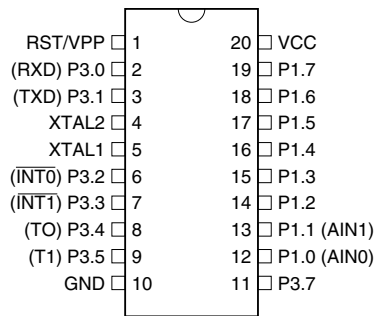 RST/VPP 1 20 VCC
(RXD) P3.0 2 19 P1.7
(TXD) P3.1 3 18 P1.6
XTAL2 4 17 P1.5
XTAL1 5 16 P1.4
(INT0) P3.2 6 15 P1.3
(INT1) P3.3 7 14 P1.2
(TO) P3.4 8 13 P1.1 (AIN1)
(T1) P3.5 9 12 P1.0 (AIN0)
GND 10 11 P3.7